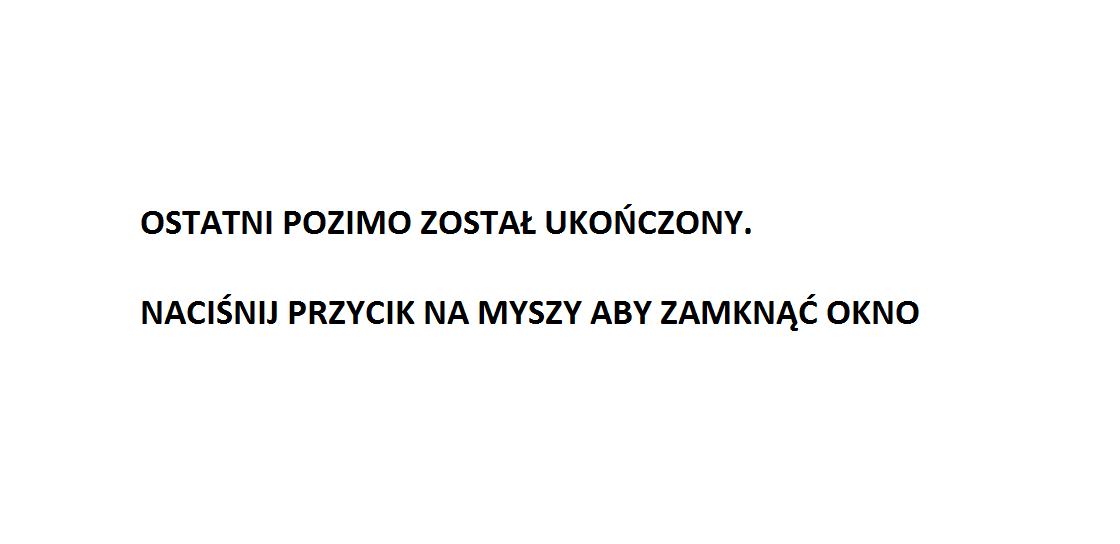 OSTATNI POZIMO ZOSTAŁ UKOŃCZONY.
NACIŚNIJ PRZYCIK NA MYSZY ABY ZAMKNĄĆ OKNO